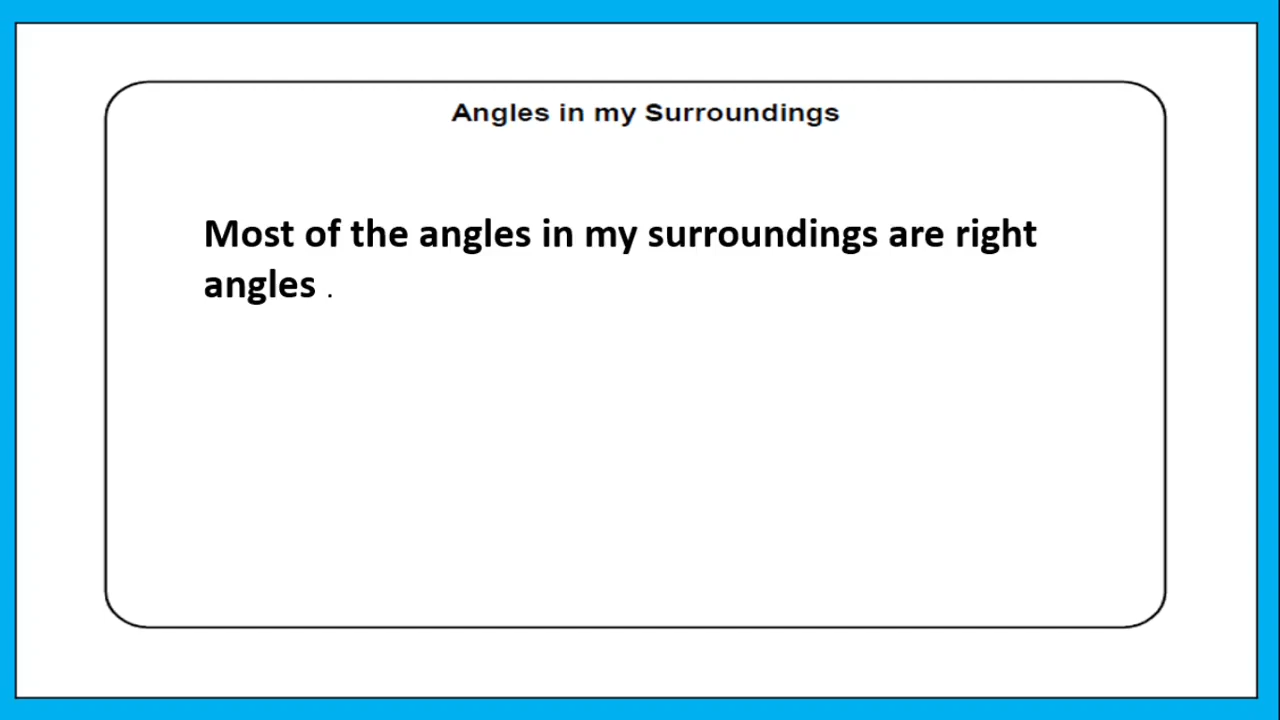 Angles in my Surroundings
Most of the angles in my surroundings are right
angles .